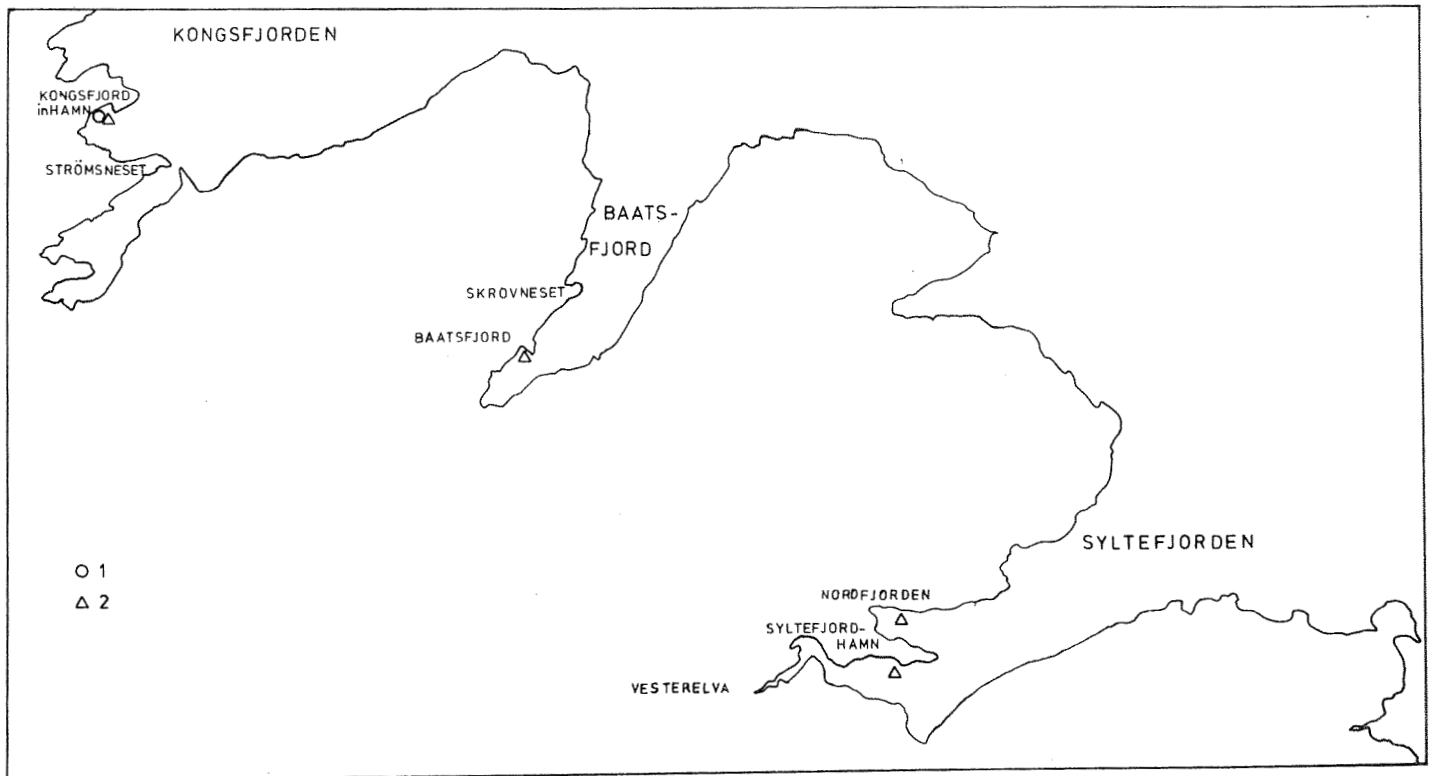 KONGSFJORDEN
KONGSFJORD
inHAMN
STRÖMSNESET
BAATS-
FJORD
SKROVNESET
BAATSFJORD
SYLTEFJORDEN
1
2
NORDFJORDEN
SYLTEFJORD-
HAMN
VESTERELVA